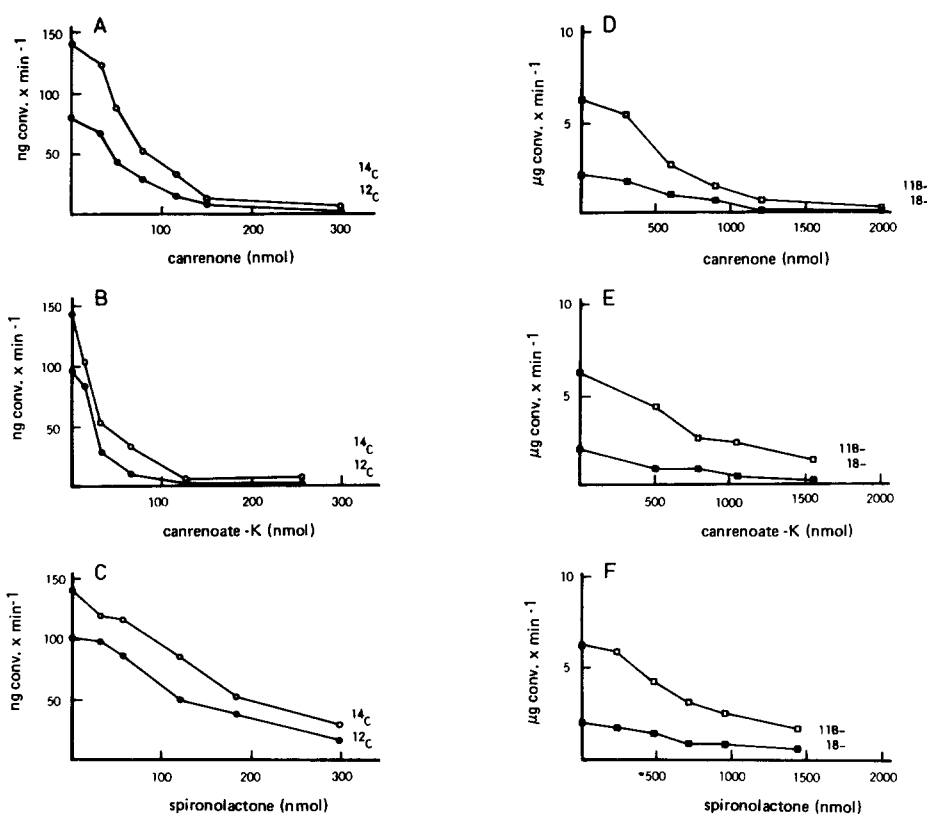 A
ng conv. x min -1
150
100
50
14C
12C
100
200
300
canrenone (nmol)
B
ng conv. x min -1
150
100
50
14C
12C
100
200
300
canrenoate -K (nmol)
C
ng conv. x min -1
150
100
50
14C
12C
100
200
300
spironolactone (nmol)
D
µg conv. x min -1
10
5
11B-
18-
500
1000
1500
2000
canrenone (nmol)
E
µg conv. x min -1
10
5
11B-
18-
500
1000
1500
2000
canrenoate -K (nmol)
F
µg conv. x min -1
10
5
11B-
18-
500
1000
1500
2000
spironolactone (nmol)